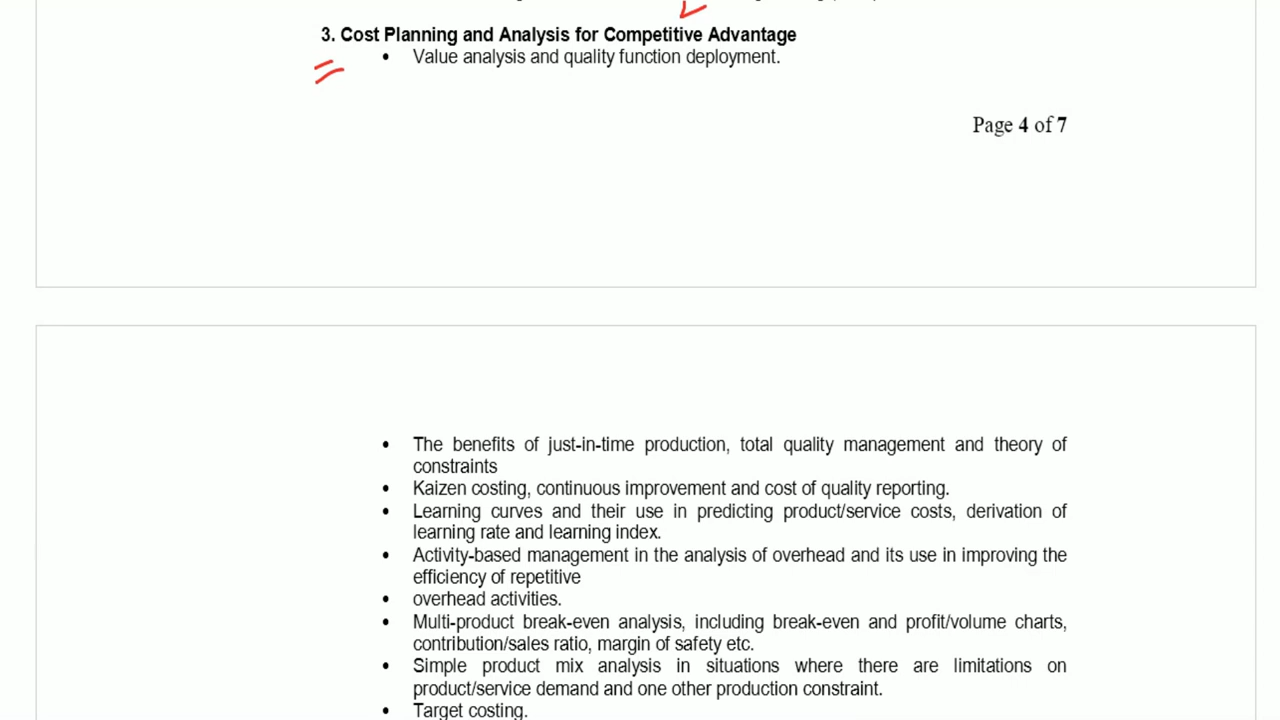 3. Cost Planning and Analysis for Competitive Advantage
• Value analysis and quality function deployment.
Page 4 of 7
• The benefits of just-in-time production, total quality management and theory of
constraints
• Kaizen costing, continuous improvement and cost of quality reporting.
• Learning curves and their use in predicting product/service costs, derivation of
learning rate and learning index.
• Activity-based management in the analysis of overhead and its use in improving the
efficiency of repetitive
• overhead activities.
• Multi-product break-even analysis, including break-even and profit/volume charts,
contribution/sales ratio, margin of safety etc.
• Simple product mix analysis in situations where there are limitations on
product/service demand and one other production constraint.
• Target costing.